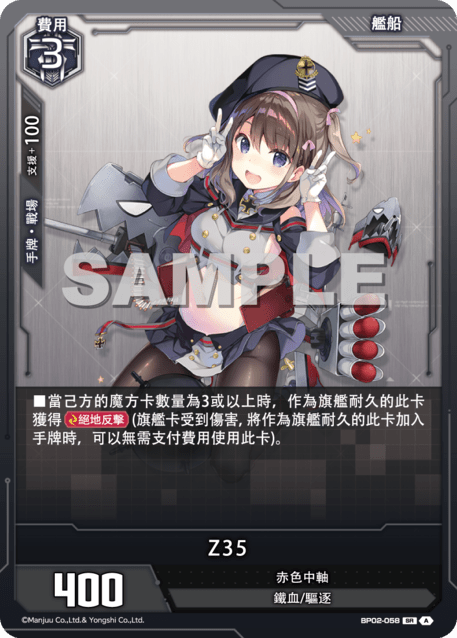 費用
3
艦船
支援+100
手牌・戰場
SAMPLE
■當己方的魔方卡數量為3或以上時，作為旗艦耐久的此卡
獲得 絕地反擊 (旗艦卡受到傷害, 將作為旗艦耐久的此卡加入
手牌時，可以無需支付費用使用此卡)。
Z35
400
赤色中軸
鐵血/驅逐
©Manjuu Co.,Ltd.& Yongshi Co.,Ltd.
BP02-058 SR A